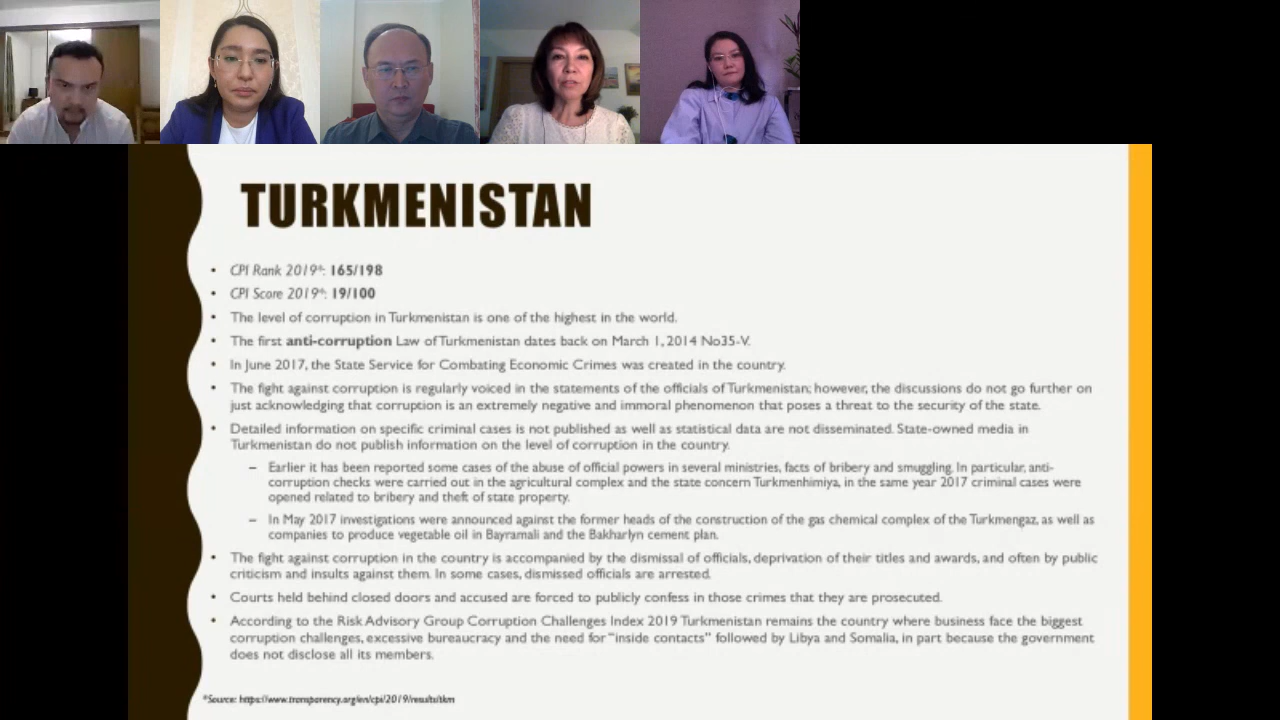 TURKMENISTAN
• CPI Rank 2019*: 165/198
• CPI Score 2019*: 19/100
• The level of corruption in Turkmenistan is one of the highest in the world.
• The first anti-corruption Law of Turkmenistan dates back on March 1, 2014 No35-V.
• In June 2017, the State Service for Combating Economic Crimes was created in the country.
• The fight against corruption is regularly voiced in the statements of the officials of Turkmenistan; however, the discussions do not go further on
just acknowledging that corruption is an extremely negative and immoral phenomenon that poses a threat to the security of the state.
• Detailed information on specific criminal cases is not published as well as statistical data are not disseminated. State-owned media in
Turkmenistan do not publish information on the level of corruption in the country.
– Earlier it has been reported some cases of the abuse of official powers in several ministries, facts of bribery and smuggling. In particular, anti-
corruption checks were carried out in the agricultural complex and the state concern Turkmenhimiya, in the same year 2017 criminal cases were
opened related to bribery and theft of state property.
– In May 2017 investigations were announced against the former heads of the construction of the gas chemical complex of the Turkmengaz, as well as
companies to produce vegetable oil in Bayramali and the Bakharlyn cement plan.
• The fight against corruption in the country is accompanied by the dismissal of officials, deprivation of their titles and awards, and often by public
criticism and insults against them. In some cases, dismissed officials are arrested.
• Courts held behind closed doors and accused are forced to publicly confess in those crimes that they are prosecuted.
• According to the Risk Advisory Group Corruption Challenges Index 2019 Turkmenistan remains the country where business face the biggest
corruption challenges, excessive bureaucracy and the need for “inside contacts” followed by Libya and Somalia, in part because the government
does not disclose all its members.
*Source: https://www.transparency.org/en/cpi/2019/results/tkm